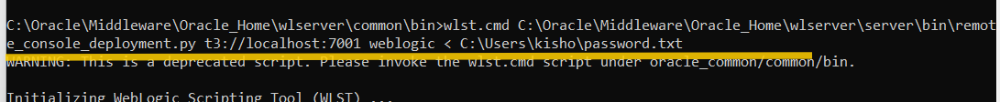 C:\Oracle\Middleware\Oracle_Home\wlserver\common\bin>wlst.cmd C:\Oracle\Middleware\Oracle_Home\wlserver\server\bin\remot
e_console_deployment.py t3://localhost:7001 weblogic < C:\Users\kisho\password.txt
WARNING: This is a deprecated script. Please invoke the wlst.cmd script under oracle_common/common/bin.
Initializing WebLogic Scripting Tool (WLST) ...